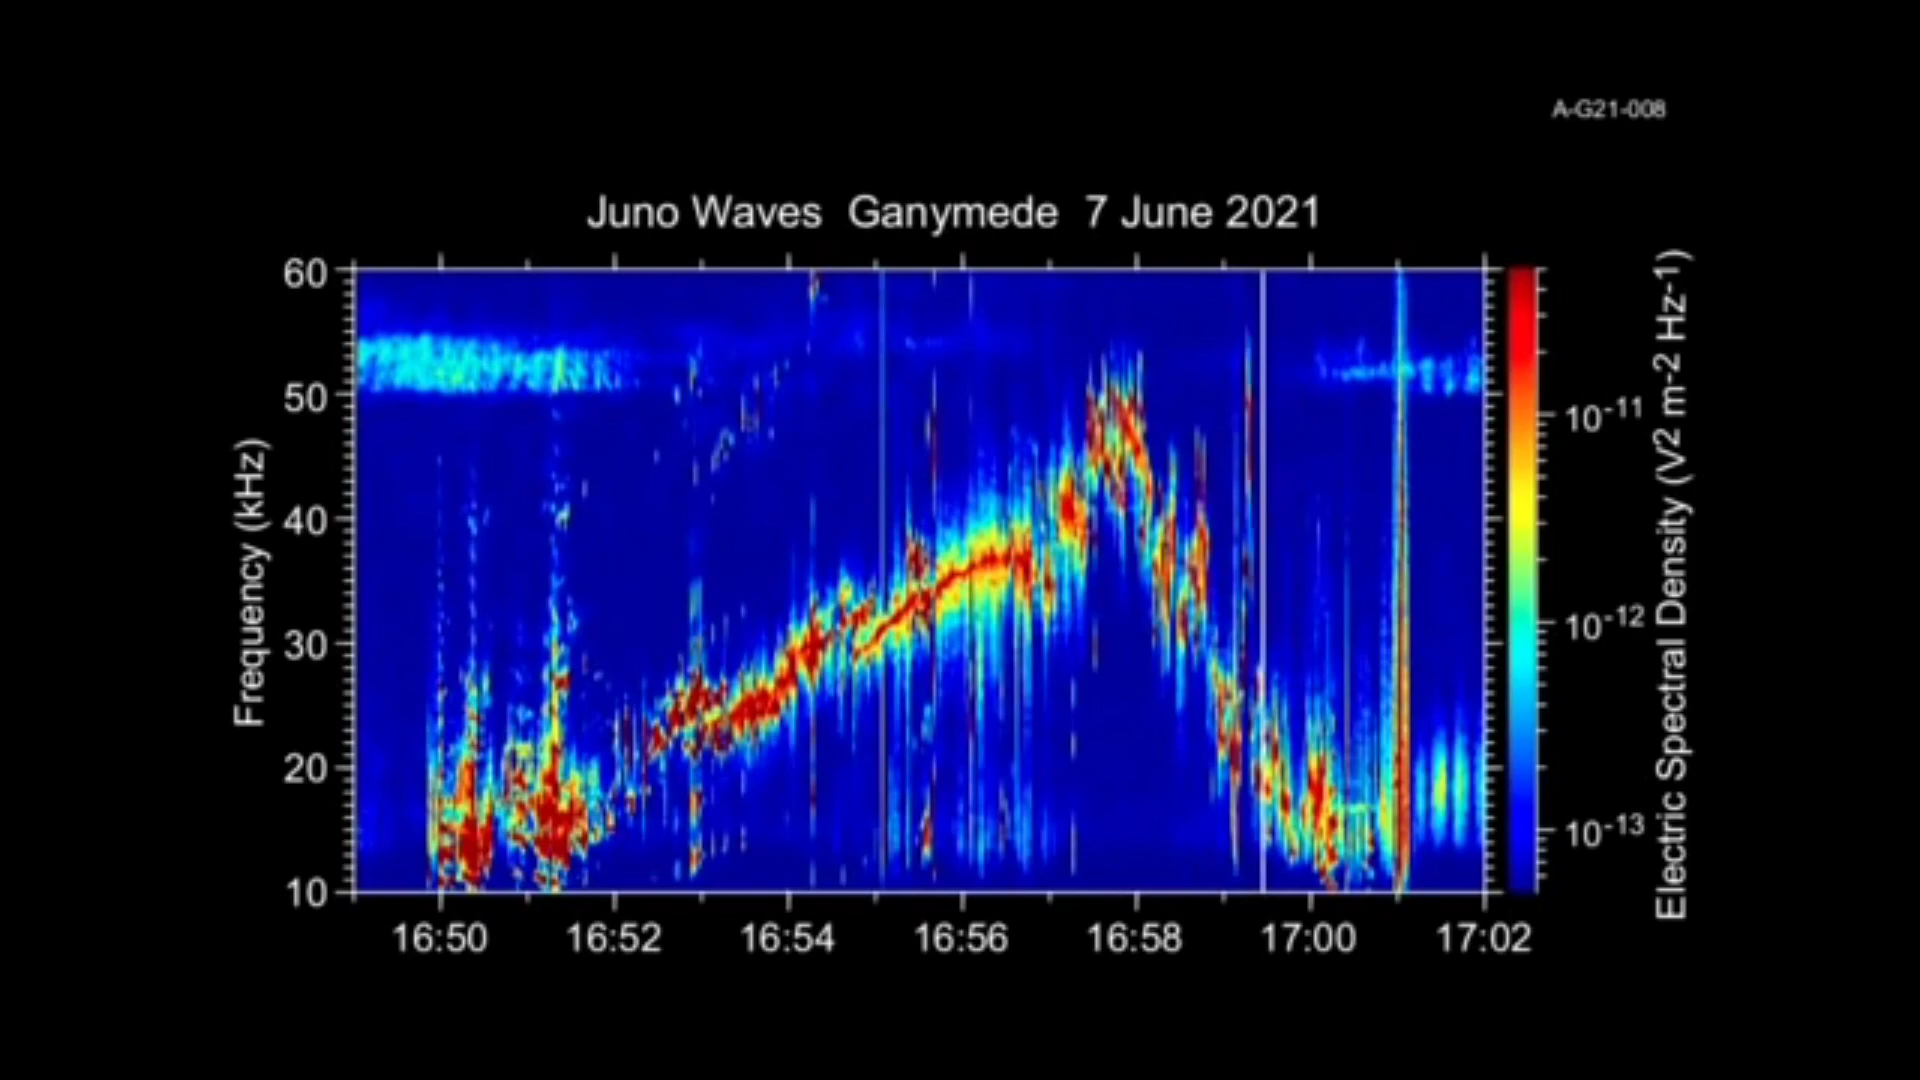 A-G21-008
Juno Waves Ganymede 7 June 2021
60
50
40
30
20
10
Frequency (kHz)
16:50 16:52 16:54 16:56 16:58 17:00 17:02
10-11
10-12
10-13
Electric Spectral Density (V2 m-2 Hz-1)